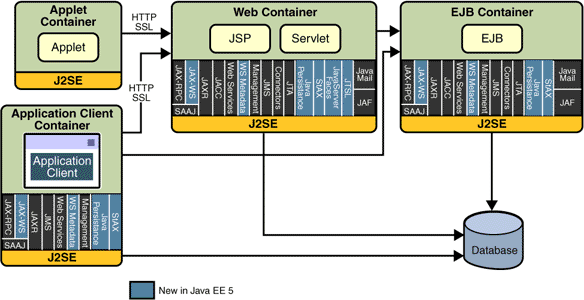 Applet
Container
Applet
J2SE
HTTP
SSL
HTTP
SSL
Web Container
JSP
Servlet
JAX-RPC
JAX-WS
SAAJ
JAXR
JACC
Web Services
WS Metadata
Management
JMS
Connectors
JTA
Java
Persistance
StAX
JavaServer
Faces
JTSL
Java
Mail
JAF
J2SE
EJB Container
EJB
JAX-RPC
JAX-WS
SAAJ
JACC
JAXR
Web Services
WS Metadata
Management
JMS
Connectors
JTA
Java
Persistance
StAX
Java
Mail
JAF
J2SE
Application Client
Container
Application
Client
JAX-RPC
JAX-WS
SAAJ
JAXR
JMS
Web Services
WS Metadata
Management
Java
Persistance
StAX
J2SE
Database
New in Java EE 5